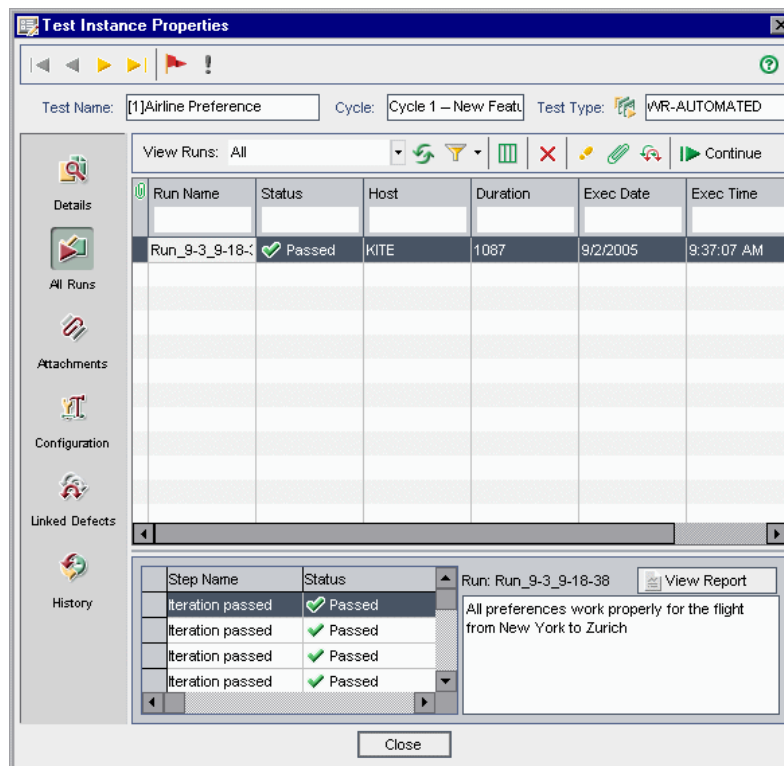 Test Instance Properties
Test Name: [1]Airline Preference Cycle: Cycle 1 – New Featu Test Type: WR-AUTOMATED
View Runs: All Continue
Details
All Runs
Attachments
Configuration
Linked Defects
History
Run Name Status Host Duration Exec Date Exec Time
Run_9-3_9-18-3 Passed KITE 1087 9/2/2005 9:37:07 AM
Step Name Status
Iteration passed Passed
Iteration passed Passed
Iteration passed Passed
Iteration passed Passed
Run: Run_9-3_9-18-38 View Report
All preferences work properly for the flight
from New York to Zurich
Close